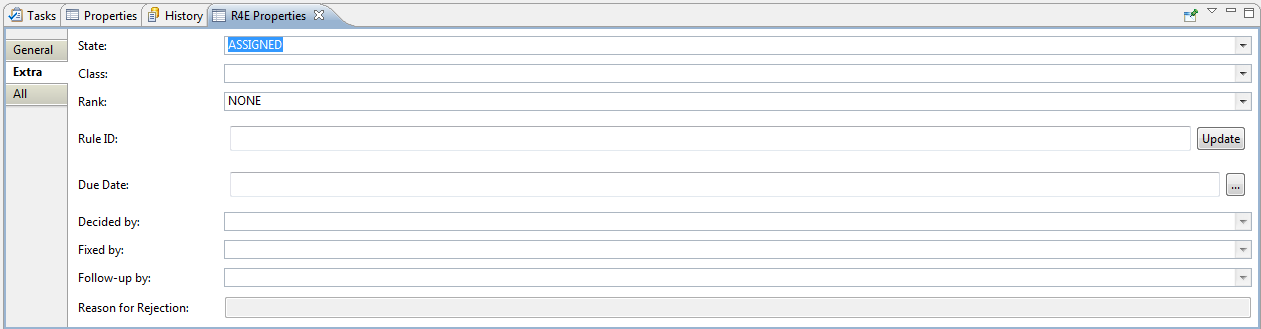 Tasks Properties History R4E Properties
General
Extra
All
State: ASSIGNED
Class:
Rank: NONE
Rule ID: Update
Due Date: ...
Decided by:
Fixed by:
Follow-up by:
Reason for Rejection: